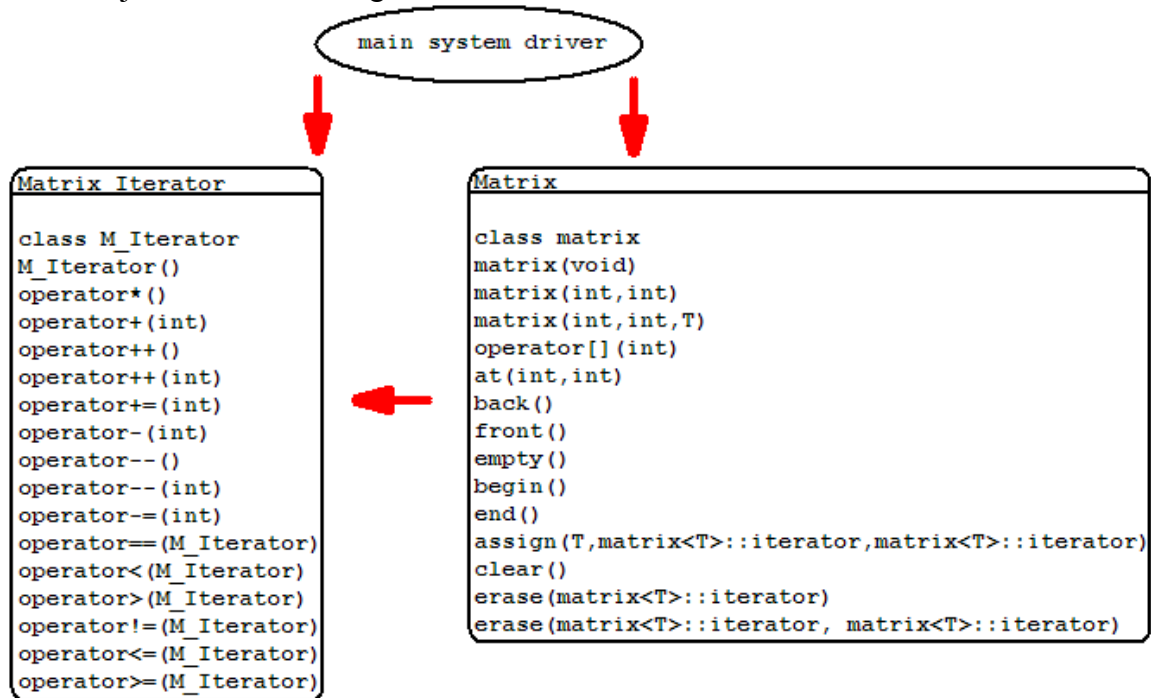 main system driver
Matrix Iterator
class M_Iterator
M_Iterator()
operator*()
operator+(int)
operator++()
operator++(int)
operator+=(int)
operator-(int)
operator--()
operator--(int)
operator-=(int)
operator==(M_Iterator)
operator<(M_Iterator)
operator>(M_Iterator)
operator!=(M_Iterator)
operator<=(M_Iterator)
operator>=(M_Iterator)
Matrix
class matrix
matrix(void)
matrix(int,int)
matrix(int,int,T)
operator[](int)
at(int,int)
back()
front()
empty()
begin()
end()
assign(T,matrix<T>::iterator,matrix<T>::iterator)
clear()
erase(matrix<T>::iterator)
erase(matrix<T>::iterator, matrix<T>::iterator)